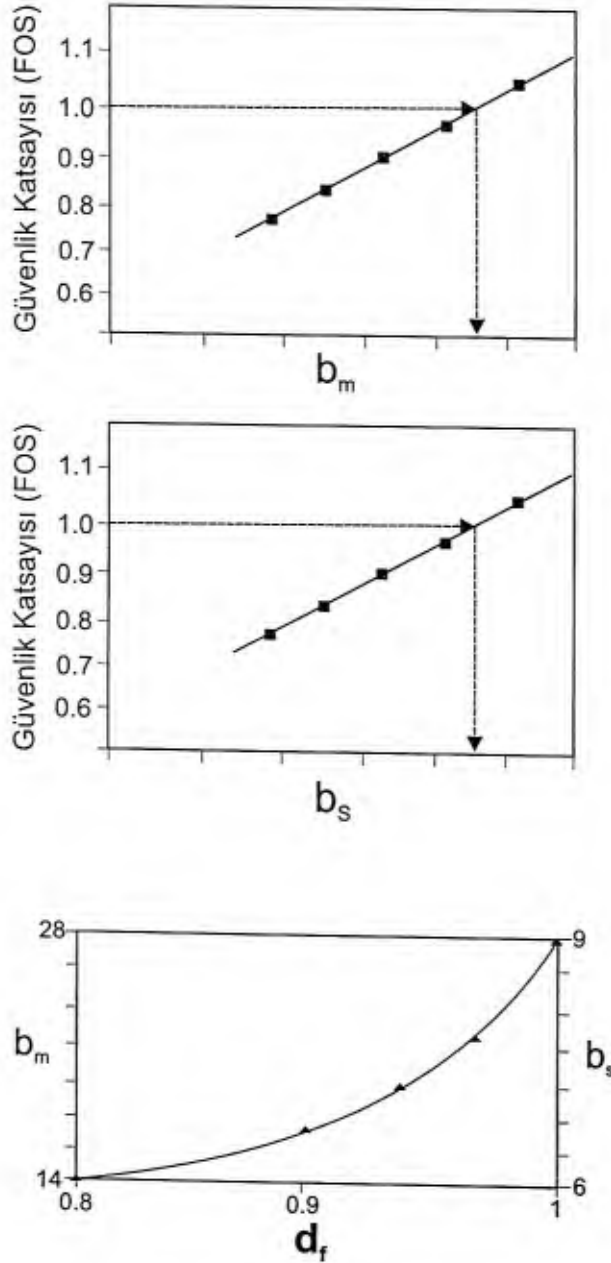 Güvenlik Katsayısı (FOS)
1.1
1.0
0.9
0.8
0.7
0.6
b_m
Güvenlik Katsayısı (FOS)
1.1
1.0
0.9
0.8
0.7
0.6
b_S
28
9
b_m
b_s
14
6
0.8
0.9
1
d_f